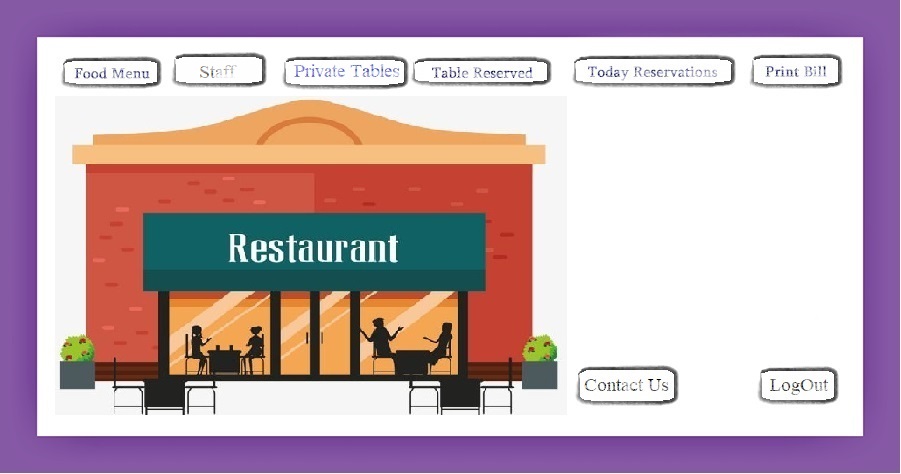 Food Menu
Staff
Private Tables
Table Reserved
Today Reservations
Print Bill
Restaurant
Contact Us
LogOut